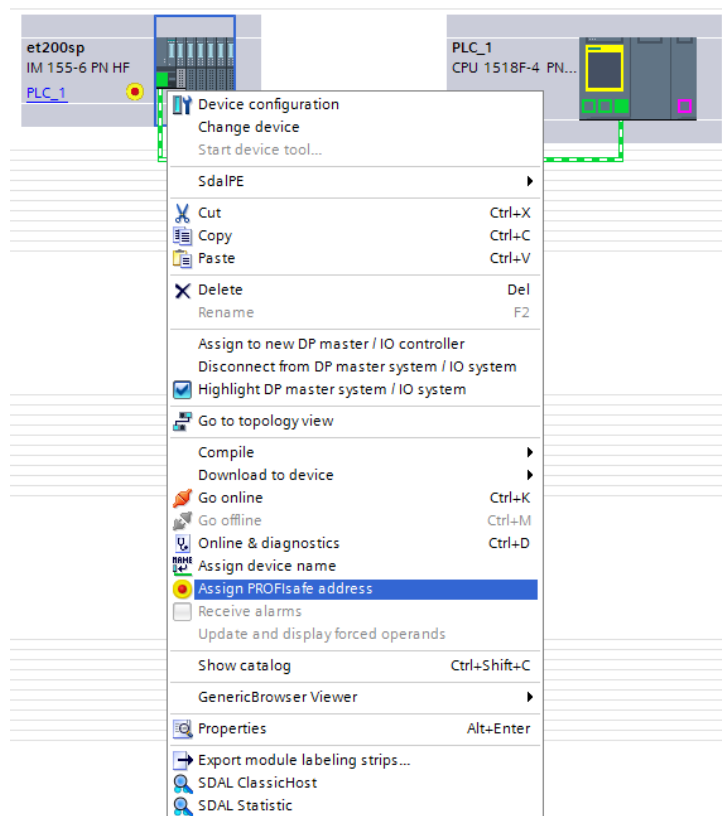 et200sp
IM 155-6 PN HF
PLC_1
PLC_1
CPU 1518F-4 PN...
Device configuration
Change device
Start device tool...
SdalPE
Cut Ctrl+X
Copy Ctrl+C
Paste Ctrl+V
Delete Del
Rename F2
Assign to new DP master / IO controller
Disconnect from DP master system / IO system
Highlight DP master system / IO system
Go to topology view
Compile
Download to device
Go online Ctrl+K
Go offline Ctrl+M
Online & diagnostics Ctrl+D
NAME Assign device name
Assign PROFIsafe address
Receive alarms
Update and display forced operands
Show catalog Ctrl+Shift+C
GenericBrowser Viewer
Properties Alt+Enter
Export module labeling strips...
SDAL ClassicHost
SDAL Statistic